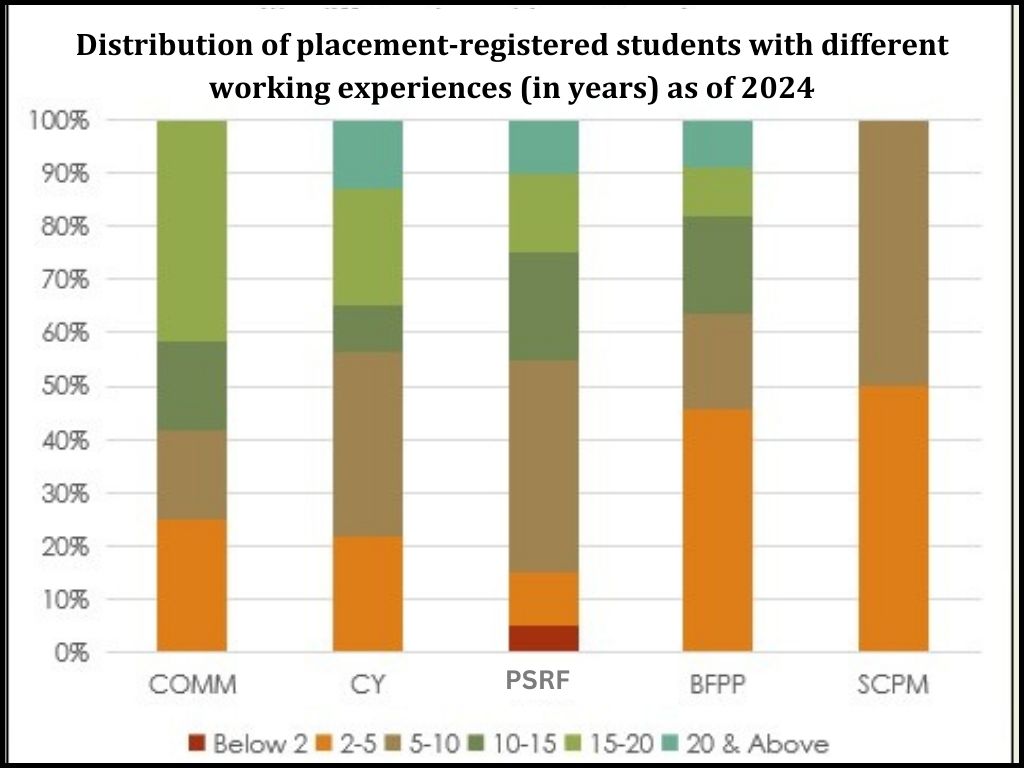 Distribution of placement-registered students with different
working experiences (in years) as of 2024
100%
90%
80%
70%
60%
50%
40%
30%
20%
10%
0%
COMM CY PSRF BFPP SCPM
Below 2 2-5 5-10 10-15 15-20 20 & Above